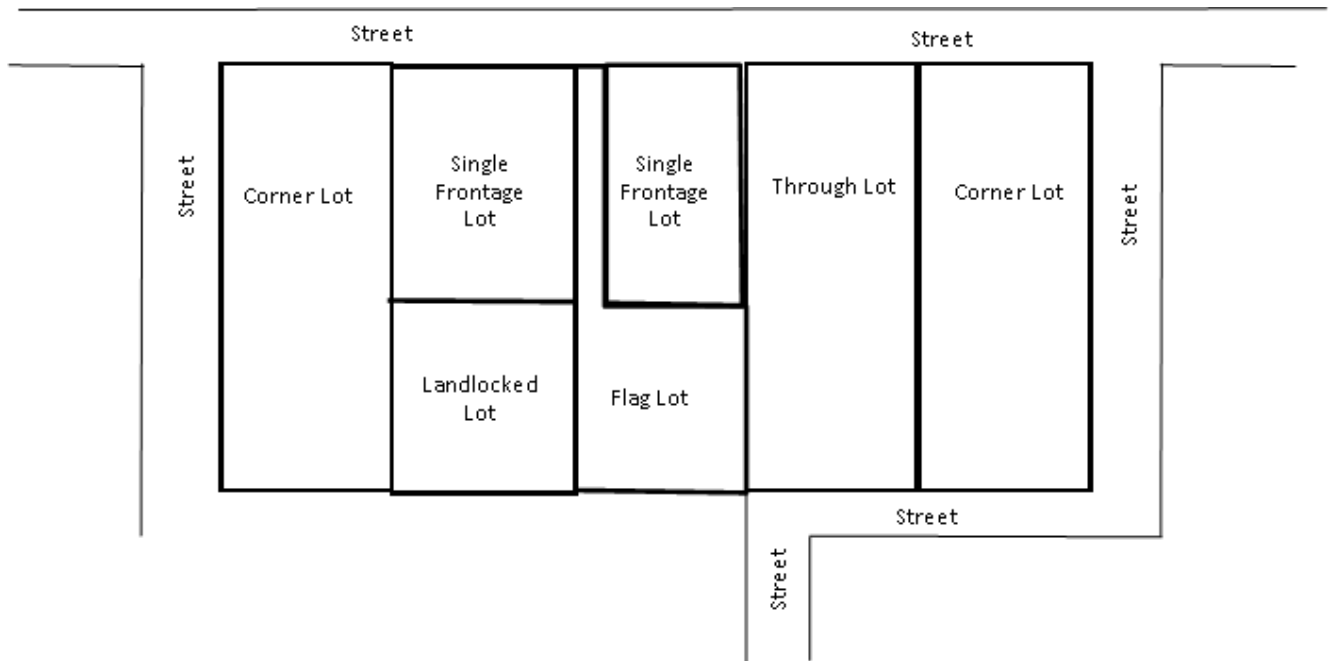 Street
Street
Street
Corner Lot
Single
Frontage
Lot
Single
Frontage
Lot
Through Lot
Corner Lot
Street
Landlocked
Lot
Flag Lot
Street
Street